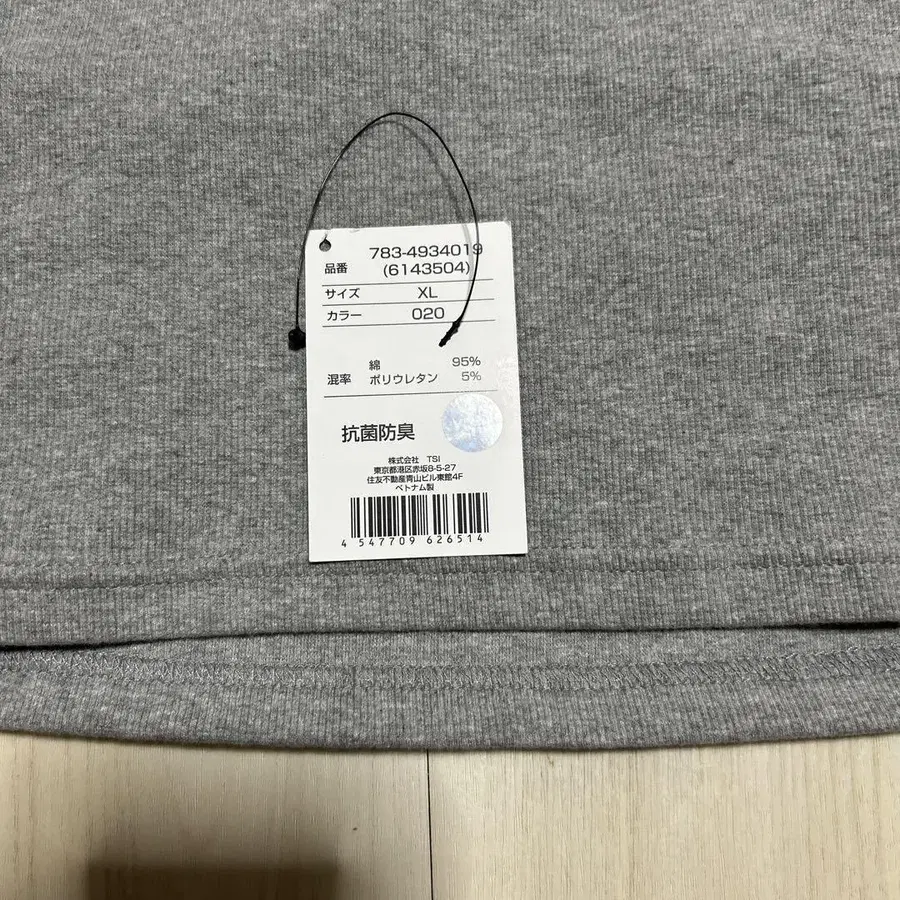 品番 783-4934019
(6143504)
サイズ XL
カラー 020
綿 95%
混率 ポリウレタン 5%
抗菌防臭
株式会社 TSI
東京都港区赤坂8-5-27
住友不動産青山ビル東館4F
ベトナム製
4 547709 626514